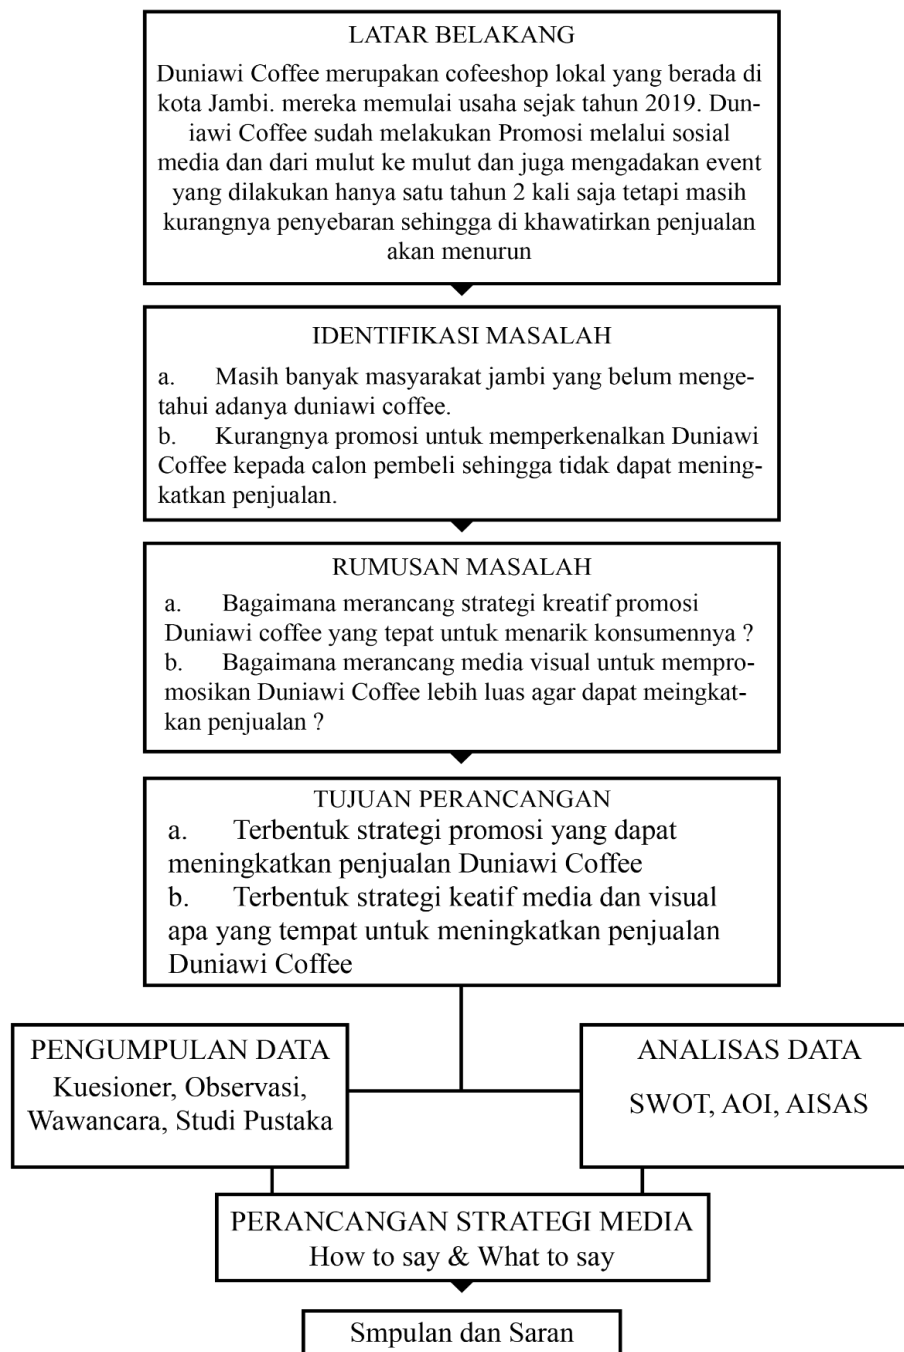 LATAR BELAKANG
Duniawi Coffee merupakan cofeeshop lokal yang berada di
kota Jambi. mereka memulai usaha sejak tahun 2019. Dun-
iawi Coffee sudah melakukan Promosi melalui sosial
media dan dari mulut ke mulut dan juga mengadakan event
yang dilakukan hanya satu tahun 2 kali saja tetapi masih
kurangnya penyebaran sehingga di khawatirkan penjualan
akan menurun
IDENTIFIKASI MASALAH
a. Masih banyak masyarakat jambi yang belum menge-
tahui adanya duniawi coffee.
b. Kurangnya promosi untuk memperkenalkan Duniawi
Coffee kepada calon pembeli sehingga tidak dapat mening-
katkan penjualan.
RUMUSAN MASALAH
a. Bagaimana merancang strategi kreatif promosi
Duniawi coffee yang tepat untuk menarik konsumennya ?
b. Bagaimana merancang media visual untuk mempro-
mosikan Duniawi Coffee lebih luas agar dapat meingkat-
kan penjualan ?
TUJUAN PERANCANGAN
a. Terbentuk strategi promosi yang dapat
meningkatkan penjualan Duniawi Coffee
b. Terbentuk strategi keatif media dan visual
apa yang tempat untuk meningkatkan penjualan
Duniawi Coffee
PENGUMPULAN DATA
Kuesioner, Observasi,
Wawancara, Studi Pustaka
ANALISAS DATA
SWOT, AOI, AISAS
PERANCANGAN STRATEGI MEDIA
How to say & What to say
Smpulan dan Saran